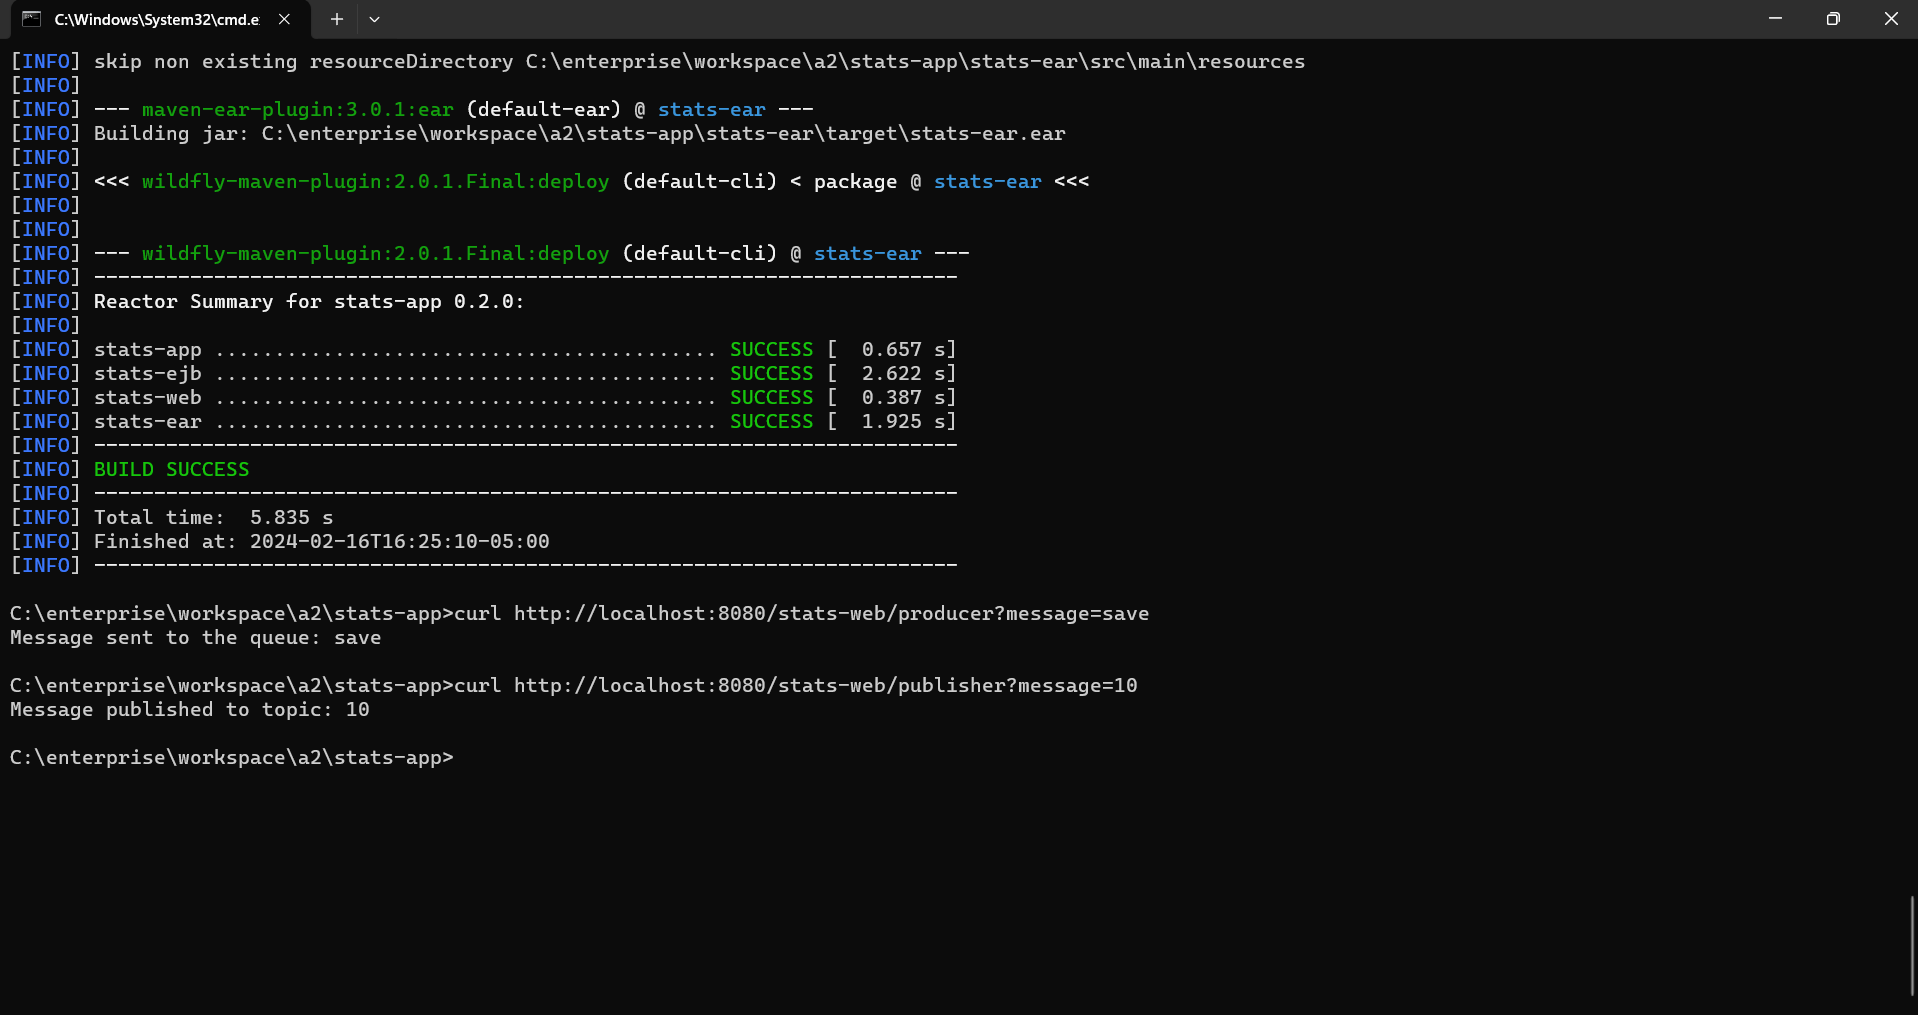 C:\Windows\System32\cmd.e
[INFO] skip non existing resourceDirectory C:\enterprise\workspace\a2\stats-app\stats-ear\src\main\resources
[INFO]
[INFO] --- maven-ear-plugin:3.0.1:ear (default-ear) @ stats-ear ---
[INFO] Building jar: C:\enterprise\workspace\a2\stats-app\stats-ear\target\stats-ear.ear
[INFO]
[INFO] <<< wildfly-maven-plugin:2.0.1.Final:deploy (default-cli) < package @ stats-ear <<<
[INFO]
[INFO]
[INFO] --- wildfly-maven-plugin:2.0.1.Final:deploy (default-cli) @ stats-ear ---
[INFO] ------------------------------------------------------------------------
[INFO] Reactor Summary for stats-app 0.2.0:
[INFO]
[INFO] stats-app .......................................... SUCCESS [  0.657 s]
[INFO] stats-ejb .......................................... SUCCESS [  2.622 s]
[INFO] stats-web .......................................... SUCCESS [  0.387 s]
[INFO] stats-ear .......................................... SUCCESS [  1.925 s]
[INFO] ------------------------------------------------------------------------
[INFO] BUILD SUCCESS
[INFO] ------------------------------------------------------------------------
[INFO] Total time:  5.835 s
[INFO] Finished at: 2024-02-16T16:25:10-05:00
[INFO] ------------------------------------------------------------------------
C:\enterprise\workspace\a2\stats-app>curl http://localhost:8080/stats-web/producer?message=save
Message sent to the queue: save
C:\enterprise\workspace\a2\stats-app>curl http://localhost:8080/stats-web/publisher?message=10
Message published to topic: 10
C:\enterprise\workspace\a2\stats-app>